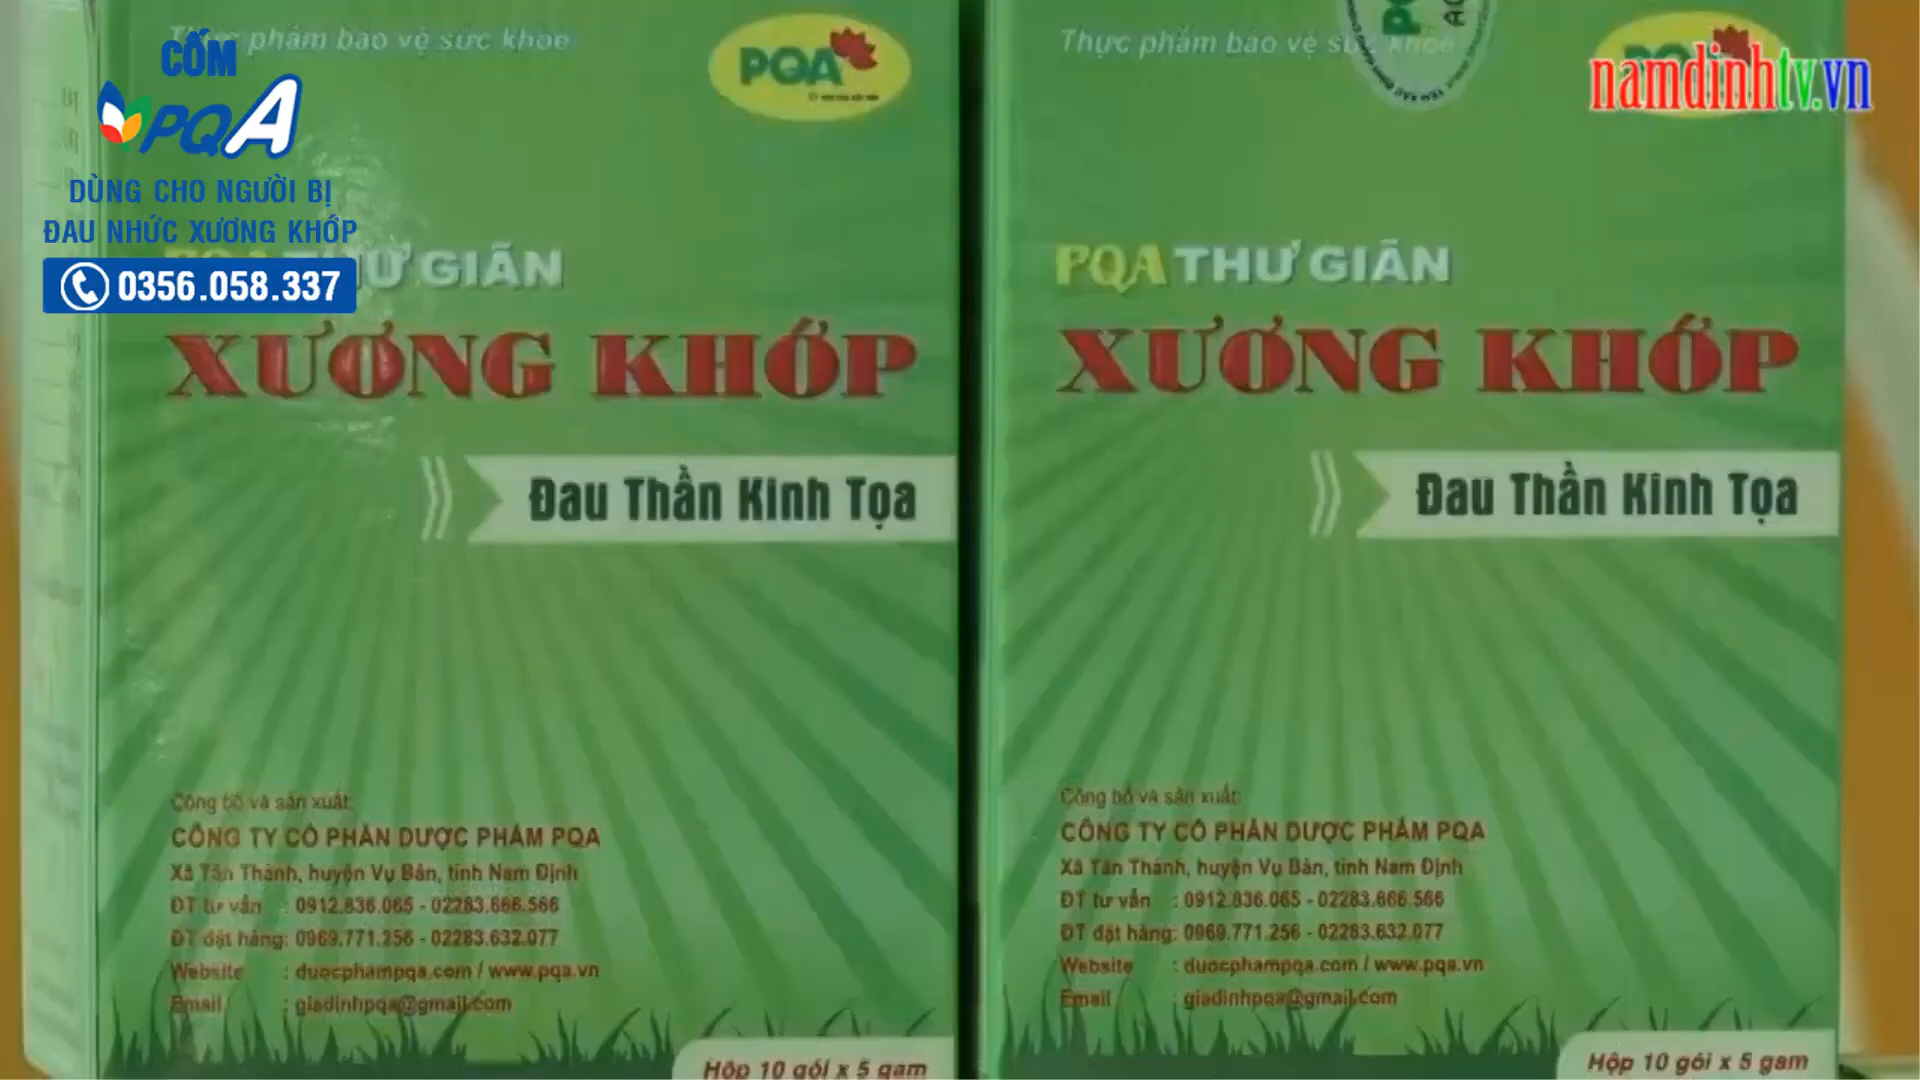 CỐM
PQA
DÙNG CHO NGƯỜI BỊ
ĐAU NHỨC XƯƠNG KHỚP
0356.058.337
namdinhtv.vn
phẩm bảo vệ sức khỏe
PQA
THƯ GIÃN
XƯƠNG KHỚP
Đau Thần Kinh Tọa
Công bố và sản xuất:
CÔNG TY CỔ PHẦN DƯỢC PHẨM PQA
Xã Tân Thành, huyện Vụ Bản, tỉnh Nam Định
ĐT tư vấn : 0912.836.065 - 02283.666.566
ĐT đặt hàng: 0969.771.256 - 02283.632.077
Website : duocphampqa.com / www.pqa.vn
Email : giadinhpqa@gmail.com
Hộp 10 gói x 5 gam
Thực phẩm bảo vệ sức khỏe
PQA THƯ GIÃN
XƯƠNG KHỚP
Đau Thần Kinh Tọa
Công bố và sản xuất:
CÔNG TY CỔ PHẦN DƯỢC PHẨM PQA
Xã Tân Thành, huyện Vụ Bản, tỉnh Nam Định
ĐT tư vấn : 0912.836.065 - 02283.666.566
ĐT đặt hàng: 0969.771.256 - 02283.632.077
Website : duocphampqa.com / www.pqa.vn
Email : giadinhpqa@gmail.com
Hộp 10 gói x 5 gam